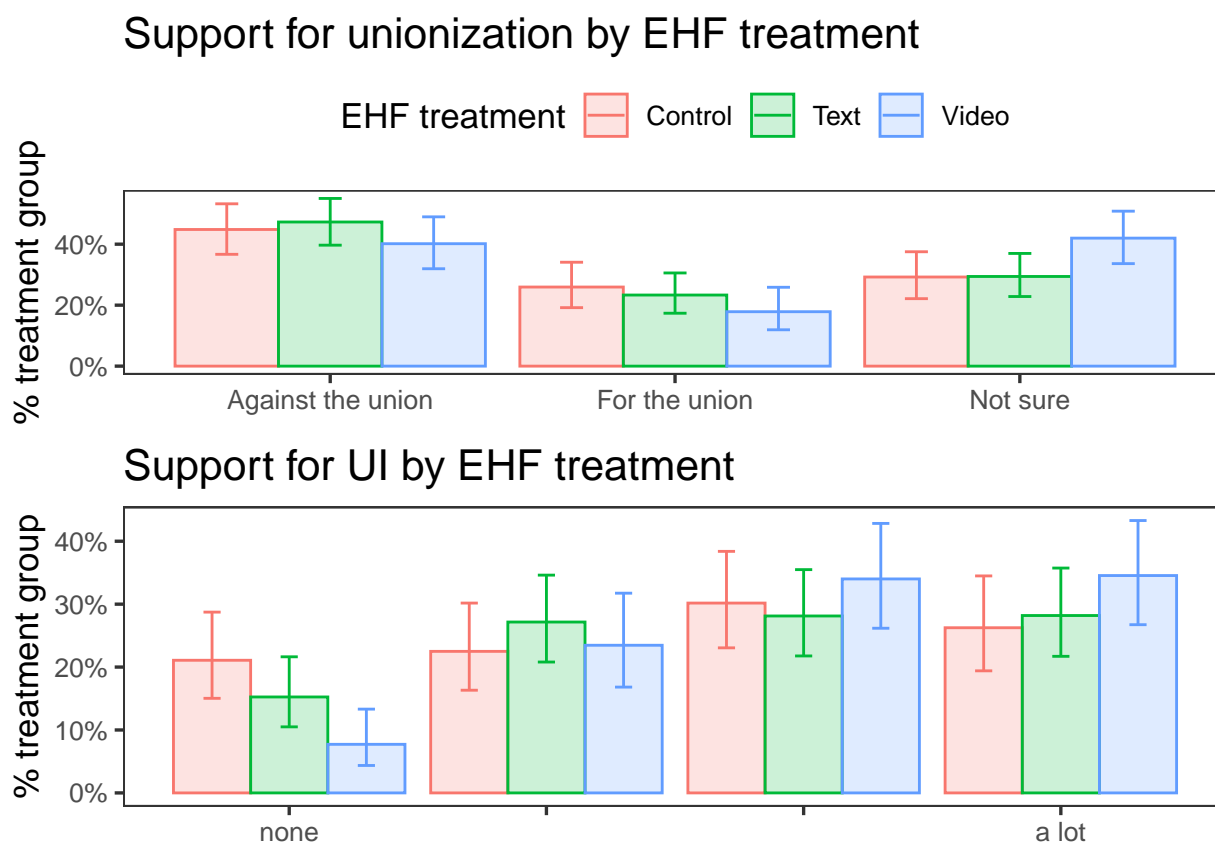 Support for unionization by EHF treatment
EHF treatment Control Text Video
% treatment group
40%
20%
0%
Against the union For the union Not sure
Support for UI by EHF treatment
% treatment group
40%
30%
20%
10%
0%
none a lot